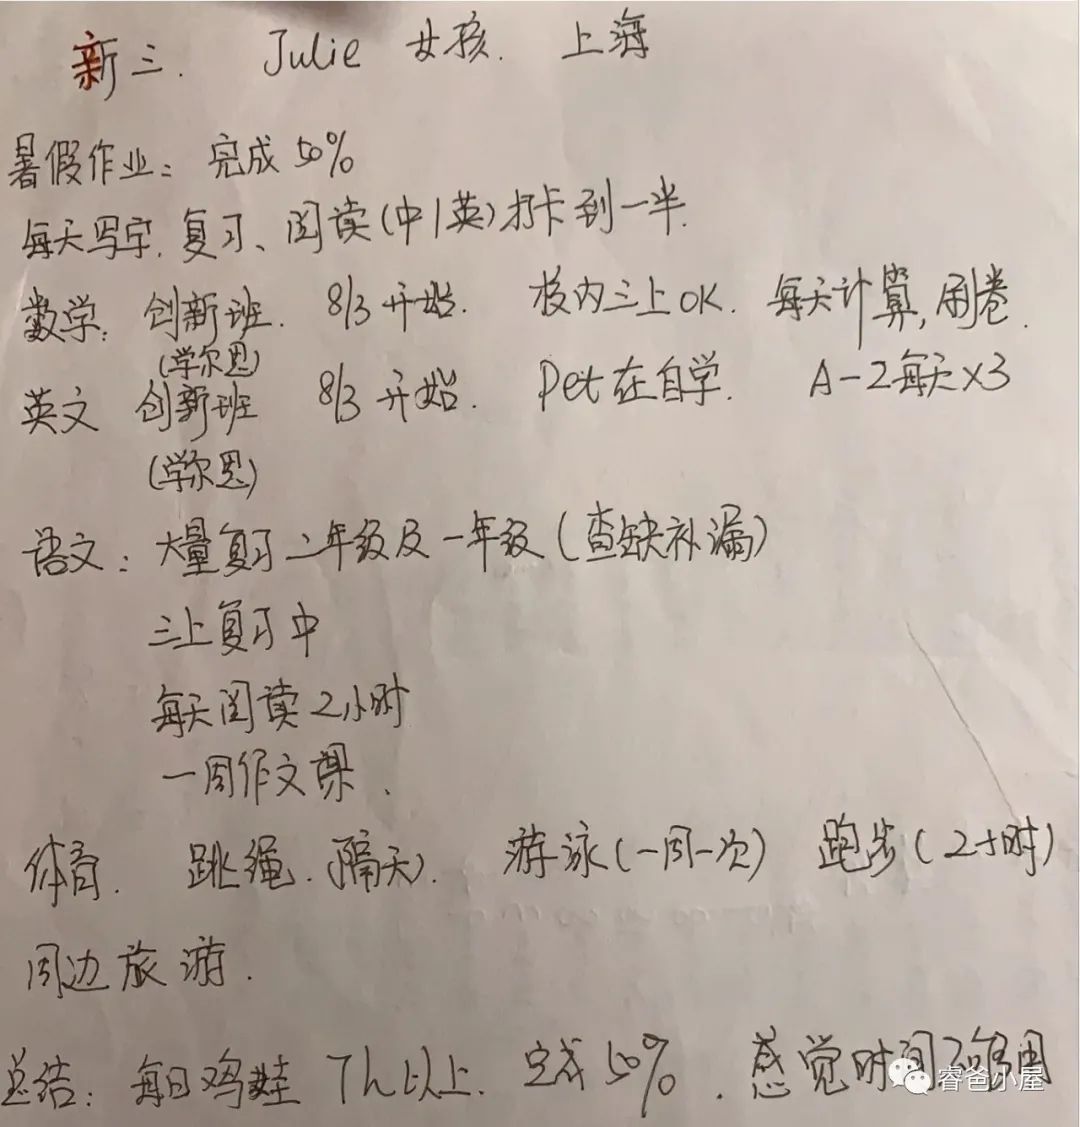 新三. Julie 女孩. 上海
暑假作业: 完成50%
每天写字. 复习、阅读(中|英)打卡到一半.
数学: 创新班. 8/3开始. 校内三上OK. 每天计算, 刷卷.
(学尔思)
英文 创新班 8/3开始. Pet在自学. A-2每天×3
(学尔思)
语文: 大量复习二年级及一年级(查缺补漏)
三上复习中
每天阅读2小时
一周作文课.
体育. 跳绳.(隔天). 游泳(一周一次) 跑步(2小时)
周边旅游.
总结: 每日鸡娃 7h以上. 完成50%. 感觉时间不够用
睿爸小屋